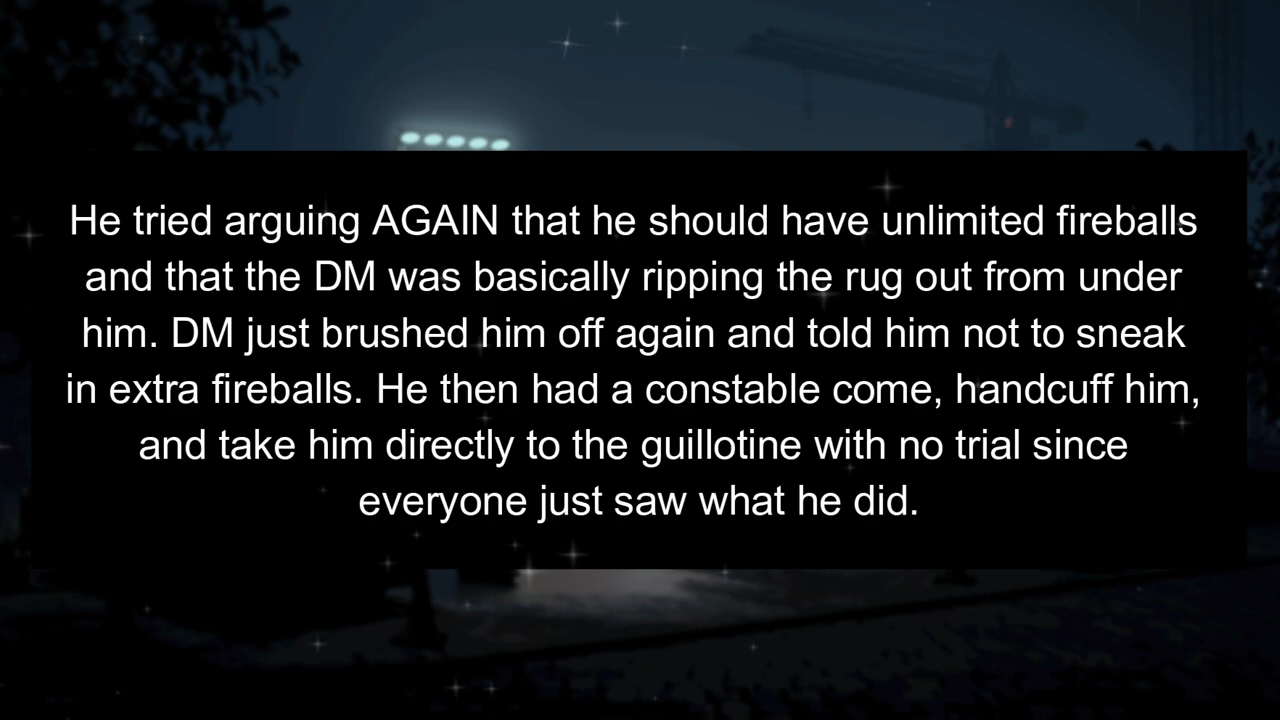 He tried arguing AGAIN that he should have unlimited fireballs
and that the DM was basically ripping the rug out from under
him. DM just brushed him off again and told him not to sneak
in extra fireballs. He then had a constable come, handcuff him,
and take him directly to the guillotine with no trial since
everyone just saw what he did.